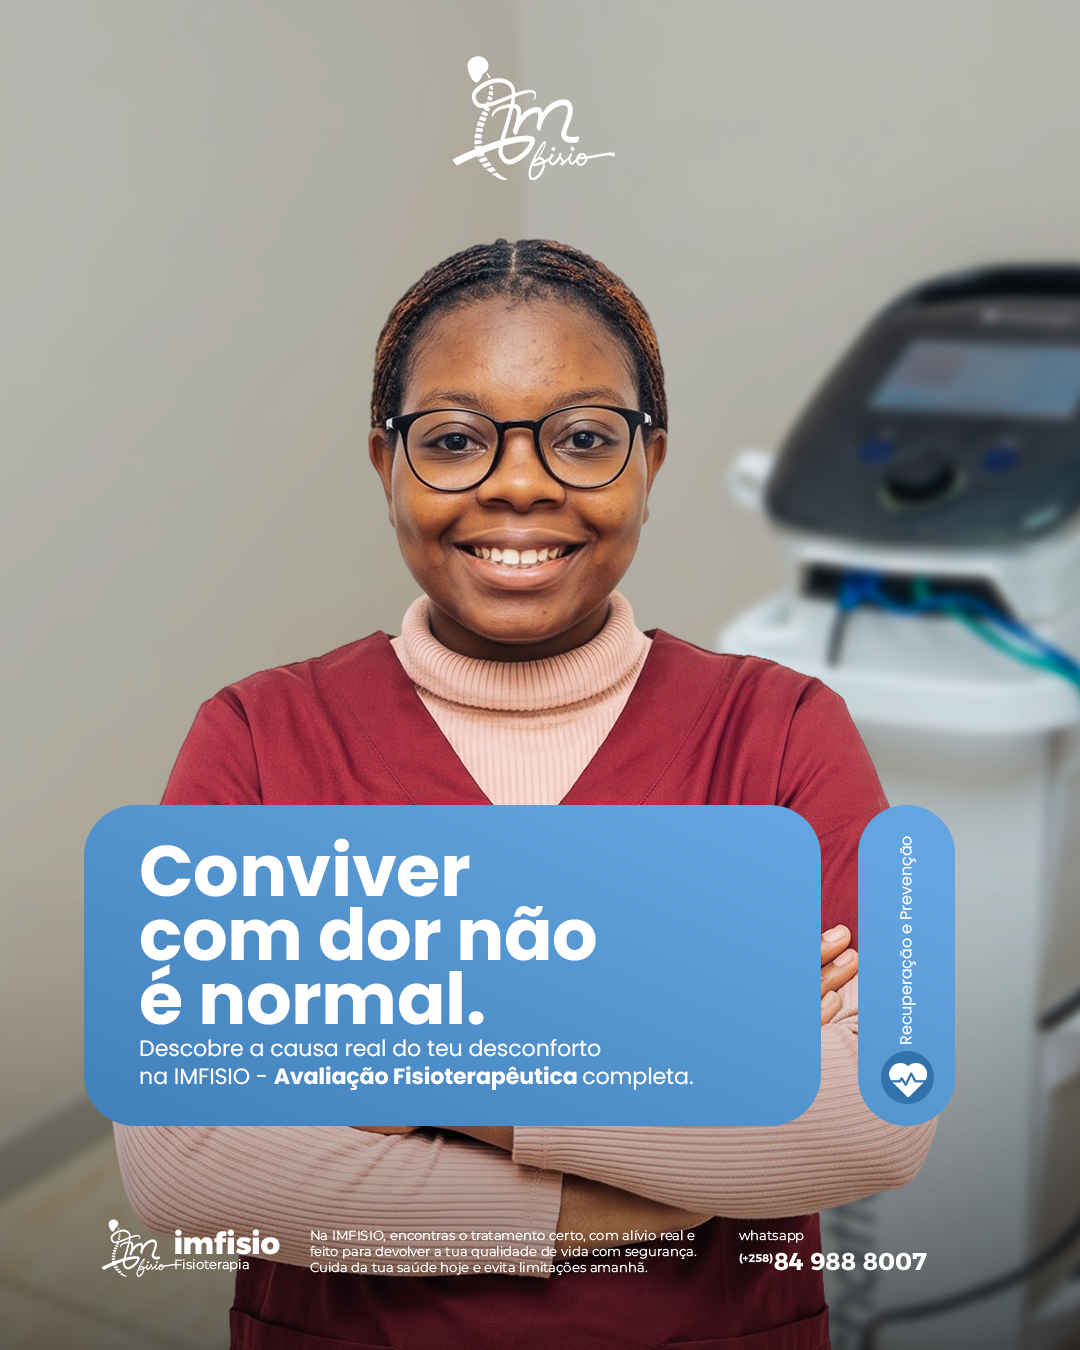 Im
fisio
Conviver
com dor não
é normal.
Descobre a causa real do teu desconforto
na IMFISIO - Avaliação Fisioterapêutica completa.
Recuperação e Prevenção
Im
fisio
imfisio
Fisioterapia
Na IMFISIO, encontras o tratamento certo, com alívio real e
feito para devolver a tua qualidade de vida com segurança.
Cuida da tua saúde hoje e evita limitações amanhã.
whatsapp
(+258)84 988 8007